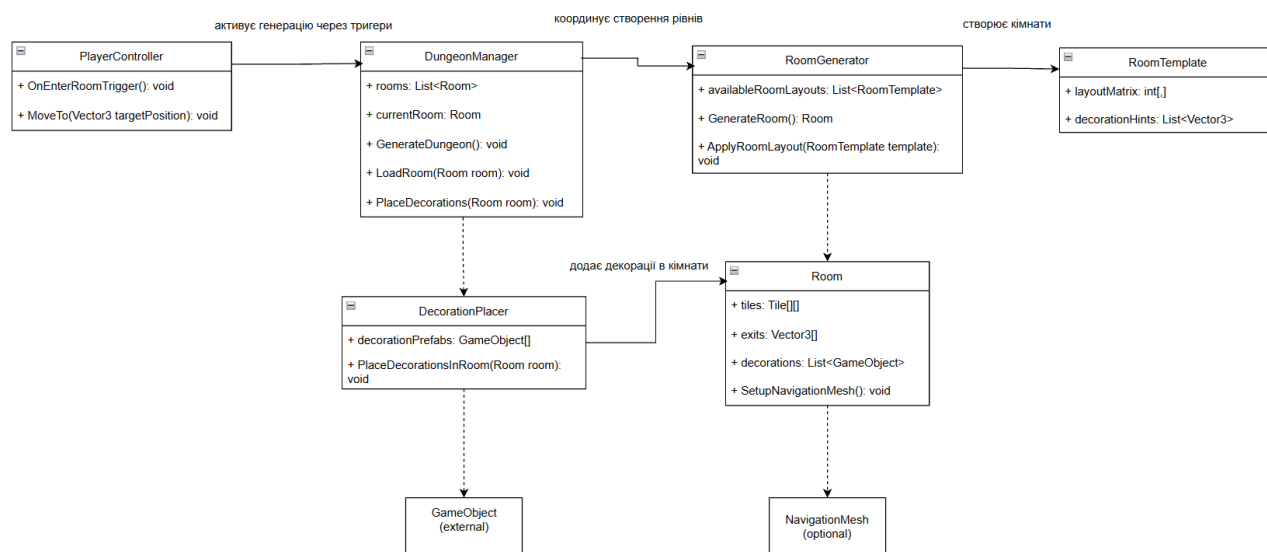 активує генерацію через тригери
координує створення рівнів
створює кімнати
PlayerController
+ OnEnterRoomTrigger(): void
+ MoveTo(Vector3 targetPosition): void
DungeonManager
+ rooms: List<Room>
+ currentRoom: Room
+ GenerateDungeon(): void
+ LoadRoom(Room room): void
+ PlaceDecorations(Room room): void
RoomGenerator
+ availableRoomLayouts: List<RoomTemplate>
+ GenerateRoom(): Room
+ ApplyRoomLayout(RoomTemplate template):
void
RoomTemplate
+ layoutMatrix: int[,]
+ decorationHints: List<Vector3>
додає декорації в кімнати
DecorationPlacer
+ decorationPrefabs: GameObject[]
+ PlaceDecorationsInRoom(Room room):
void
Room
+ tiles: Tile[][]
+ exits: Vector3[]
+ decorations: List<GameObject>
+ SetupNavigationMesh(): void
GameObject
(external)
NavigationMesh
(optional)